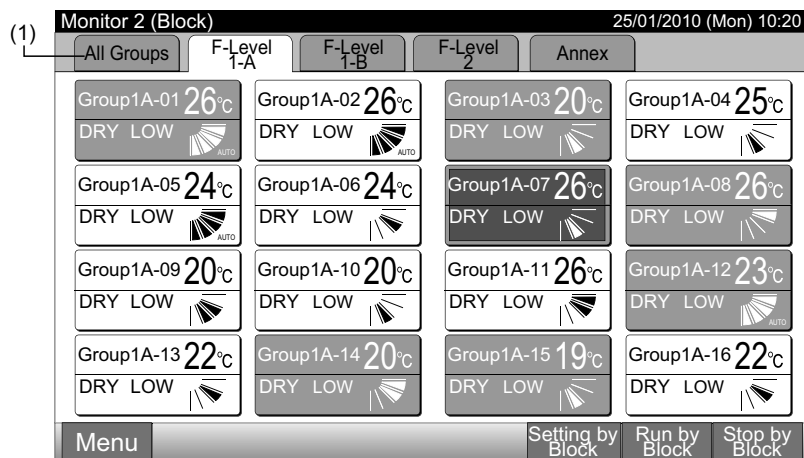 Monitor 2 (Block) 25/01/2010 (Mon) 10:20
(1)
All Groups F-Level 1-A F-Level 1-B F-Level 2 Annex
Group1A-01 26°C Group1A-02 26°C Group1A-03 20°C Group1A-04 25°C
DRY LOW AUTO DRY LOW AUTO DRY LOW DRY LOW
Group1A-05 24°C Group1A-06 24°C Group1A-07 26°C Group1A-08 26°C
DRY LOW AUTO DRY LOW DRY LOW DRY LOW
Group1A-09 20°C Group1A-10 20°C Group1A-11 26°C Group1A-12 23°C
DRY LOW DRY LOW DRY LOW DRY LOW AUTO
Group1A-13 22°C Group1A-14 20°C Group1A-15 19°C Group1A-16 22°C
DRY LOW DRY LOW DRY LOW DRY LOW
Menu Setting by Block Run by Block Stop by Block